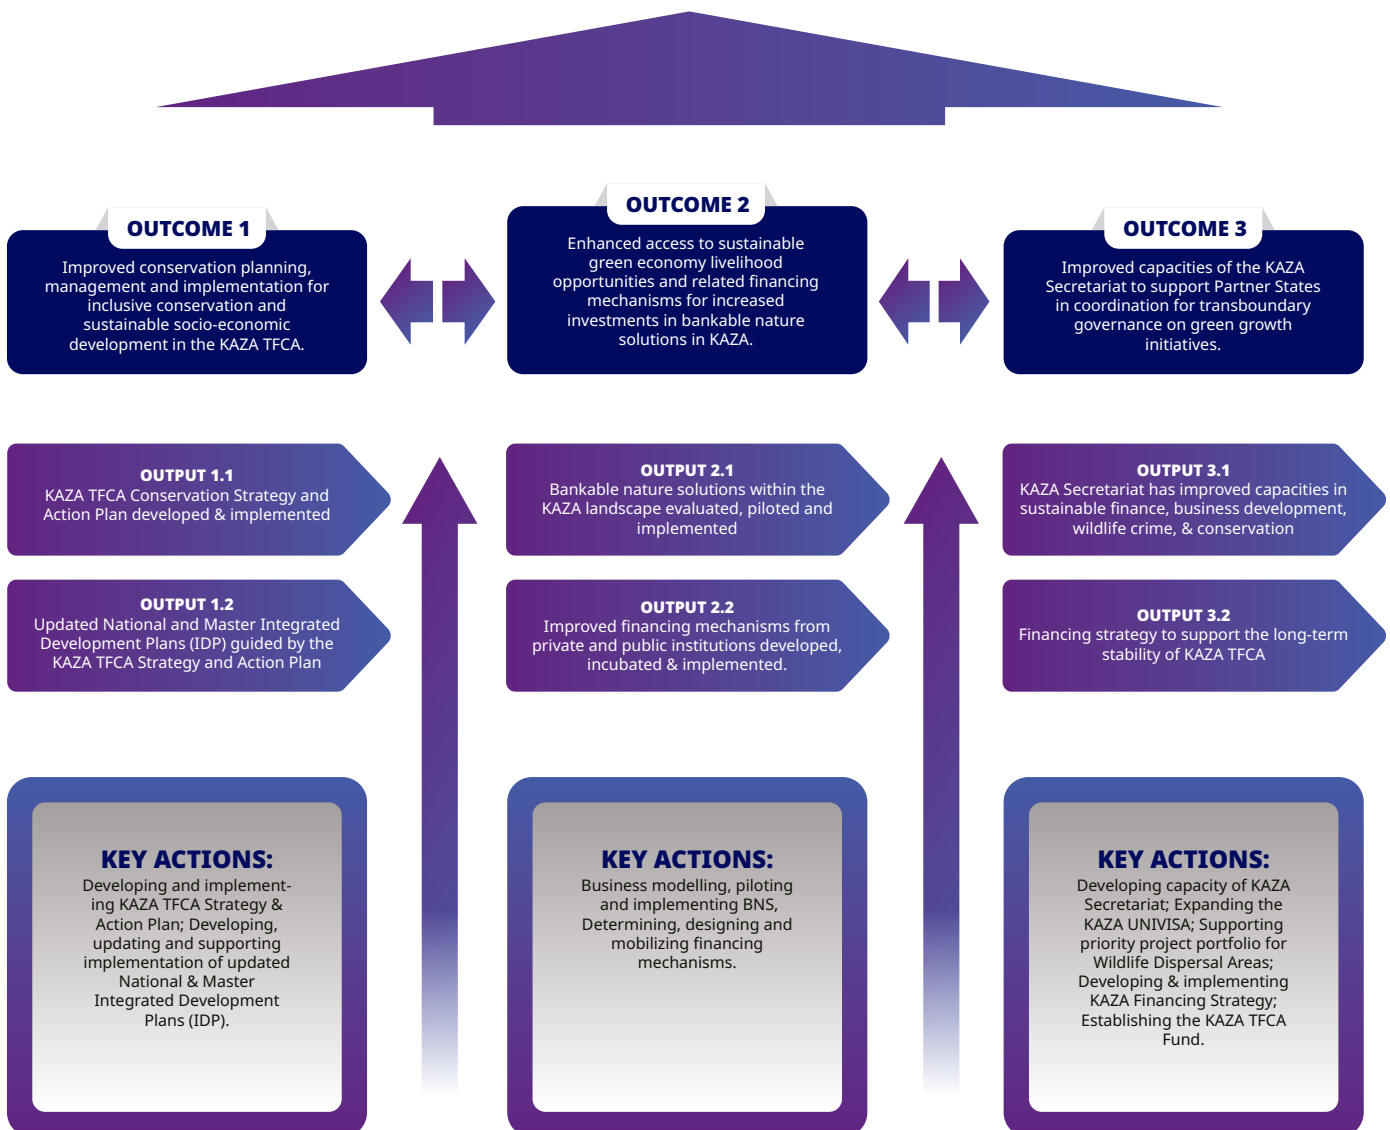 OUTCOME 1
Improved conservation planning,
management and implementation for
inclusive conservation and
sustainable socio-economic
development in the KAZA TFCA.
OUTCOME 2
Enhanced access to sustainable
green economy livelihood
opportunities and related financing
mechanisms for increased
investments in bankable nature
solutions in KAZA.
OUTCOME 3
Improved capacities of the KAZA
Secretariat to support Partner States
in coordination for transboundary
governance on green growth
initiatives.
OUTPUT 1.1
KAZA TFCA Conservation Strategy and
Action Plan developed & implemented
OUTPUT 2.1
Bankable nature solutions within the
KAZA landscape evaluated, piloted and
implemented
OUTPUT 3.1
KAZA Secretariat has improved capacities in
sustainable finance, business development,
wildlife crime, & conservation
OUTPUT 1.2
Updated National and Master Integrated
Development Plans (IDP) guided by the
KAZA TFCA Strategy and Action Plan
OUTPUT 2.2
Improved financing mechanisms from
private and public institutions developed,
incubated & implemented.
OUTPUT 3.2
Financing strategy to support the long-term
stability of KAZA TFCA
KEY ACTIONS:
Developing and implement-
ing KAZA TFCA Strategy &
Action Plan; Developing,
updating and supporting
implementation of updated
National & Master
Integrated Development
Plans (IDP).
KEY ACTIONS:
Business modelling, piloting
and implementing BNS,
Determining, designing and
mobilizing financing
mechanisms.
KEY ACTIONS:
Developing capacity of KAZA
Secretariat; Expanding the
KAZA UNIVISA; Supporting
priority project portfolio for
Wildlife Dispersal Areas;
Developing & implementing
KAZA Financing Strategy;
Establishing the KAZA TFCA
Fund.